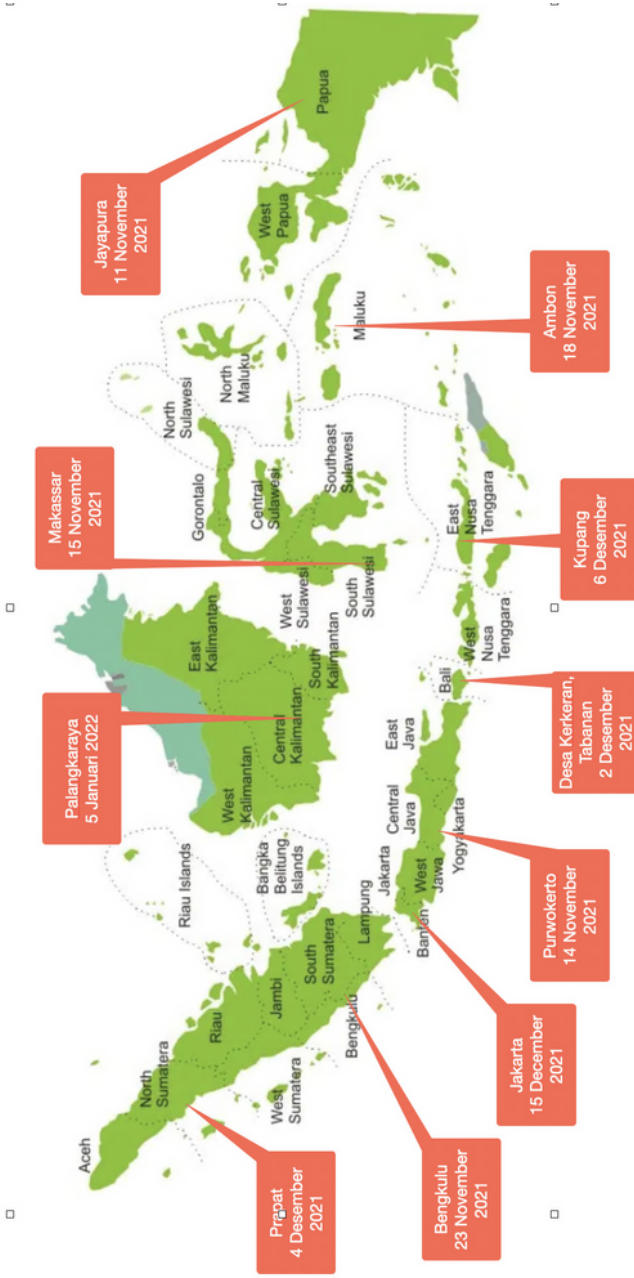 Palangkaraya
5 Januari 2022
Makassar
15 November
2021
Jayapura
11 November
2021
Aceh
North
Sumatera
Riau
Riau Islands
West
Sumatera
Jambi
Bangka
Belitung
Islands
South
Sumatera
Bengkulu
Lampung
West
Kalimantan
Central
Kalimantan
East
Kalimantan
South
Kalimantan
Gorontalo
North
Sulawesi
Central
Sulawesi
West
Sulawesi
South
Sulawesi
Southeast
Sulawesi
North
Maluku
Maluku
West
Papua
Papua
Banten
Jakarta
West
Jawa
Central
Java
Yogyakarta
East
Java
Bali
West
Nusa
Tenggara
East
Nusa
Tenggara
Prapat
4 Desember
2021
Bengkulu
23 November
2021
Jakarta
15 December
2021
Purwokerto
14 November
2021
Desa Kerkeran,
Tabanan
2 Desember
2021
Kupang
6 Desember
2021
Ambon
18 November
2021